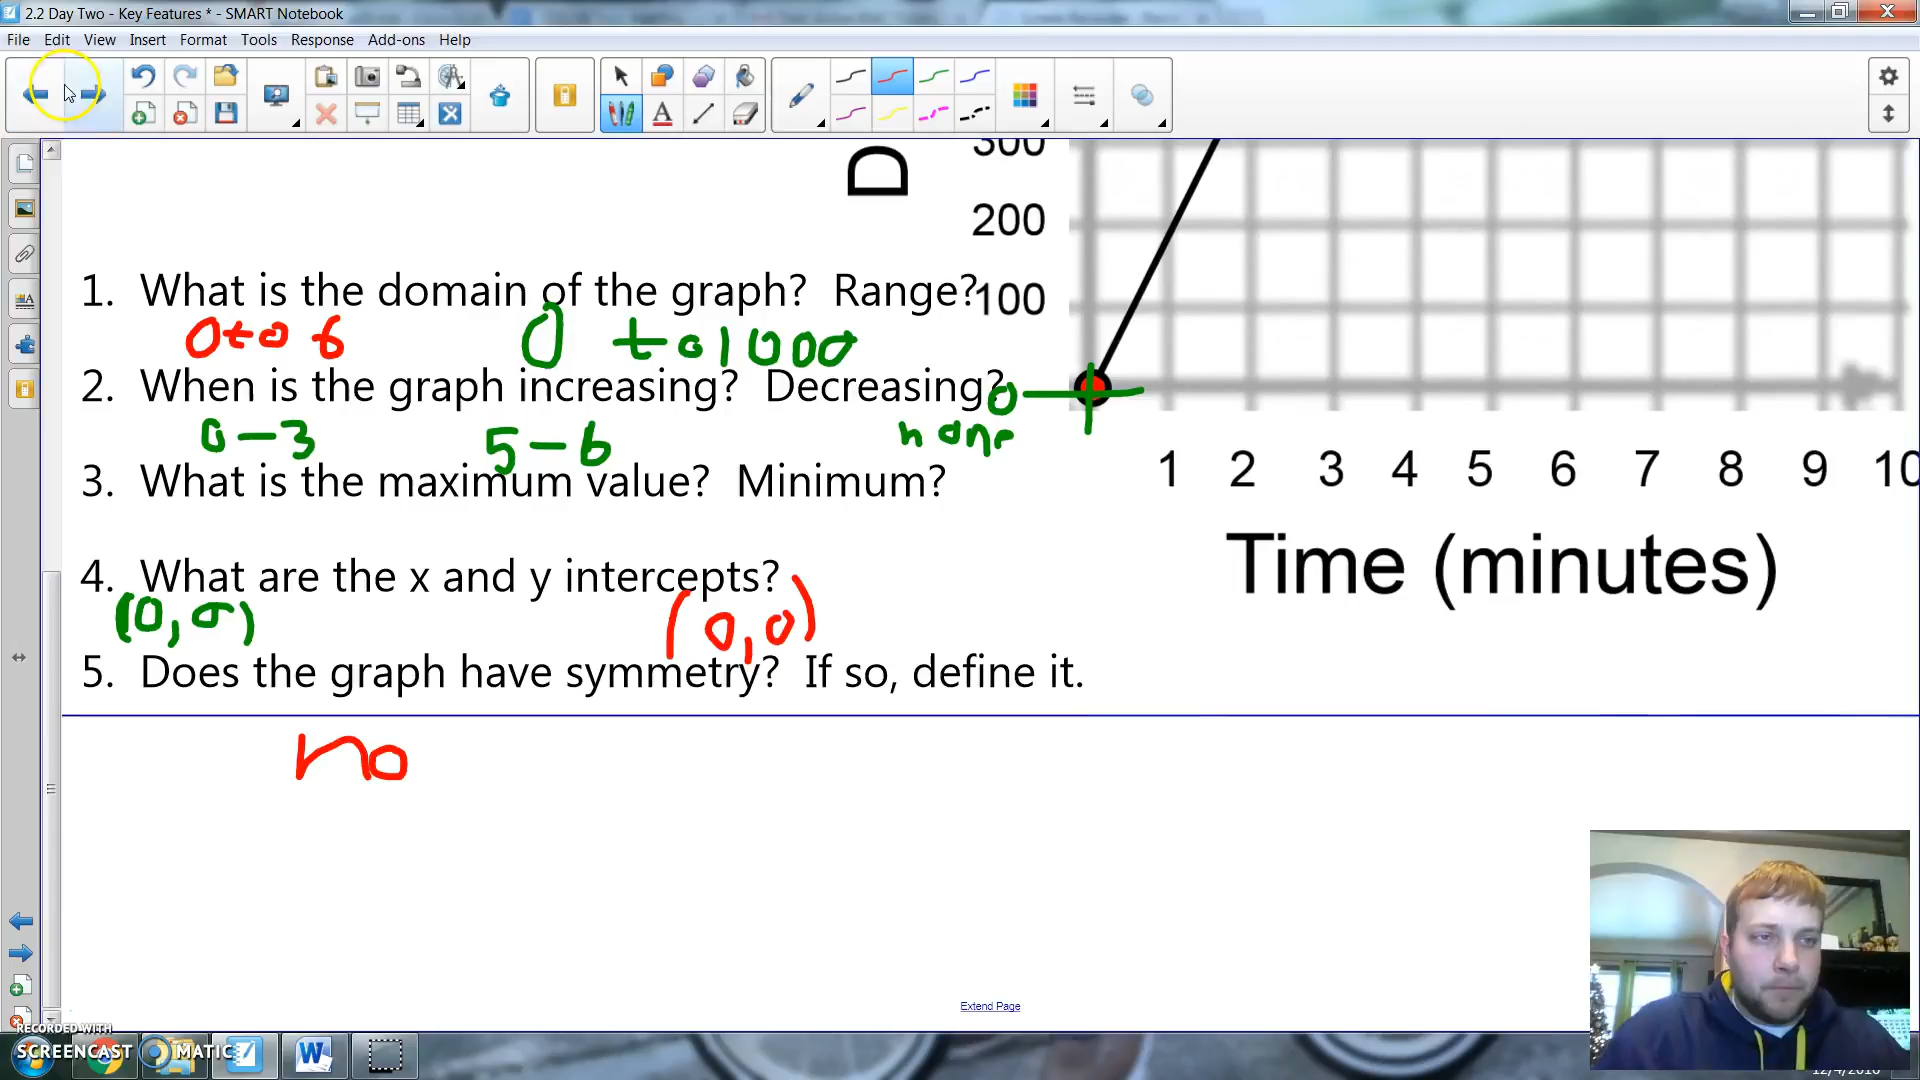 2.2 Day Two - Key Features * - SMART Notebook
File Edit View Insert Format Tools Response Add-ons Help
D
300
200
100
1. What is the domain of the graph? Range?
0 to 6 0 to 1000
2. When is the graph increasing? Decreasing?
0
0 - 3 5 - 6 none
3. What is the maximum value? Minimum?
1 2 3 4 5 6 7 8 9 10
Time (minutes)
4. What are the x and y intercepts?
(0, 0) (0, 0)
5. Does the graph have symmetry? If so, define it.
no
Extend Page
RECORDED WITH
SCREENCAST MATIC
12/4/2016